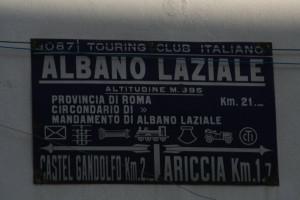 3087 TOURING CLUB ITALIANO
ALBANO LAZIALE
ALTITUDINE M. 395
PROVINCIA DI ROMA Km. 21.
CIRCONDARIO DI »
MANDAMENTO DI ALBANO LAZIALE
CASTEL GANDOLFO Km. 2 ARICCIA Km. 1,7